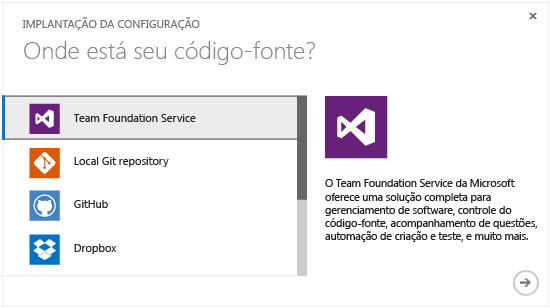 IMPLANTAÇÃO DA CONFIGURAÇÃO
Onde está seu código-fonte?
Team Foundation Service
Local Git repository
GitHub
Dropbox
O Team Foundation Service da Microsoft
oferece uma solução completa para
gerenciamento de software, controle do
código-fonte, acompanhamento de questões,
automação de criação e teste, e muito mais.